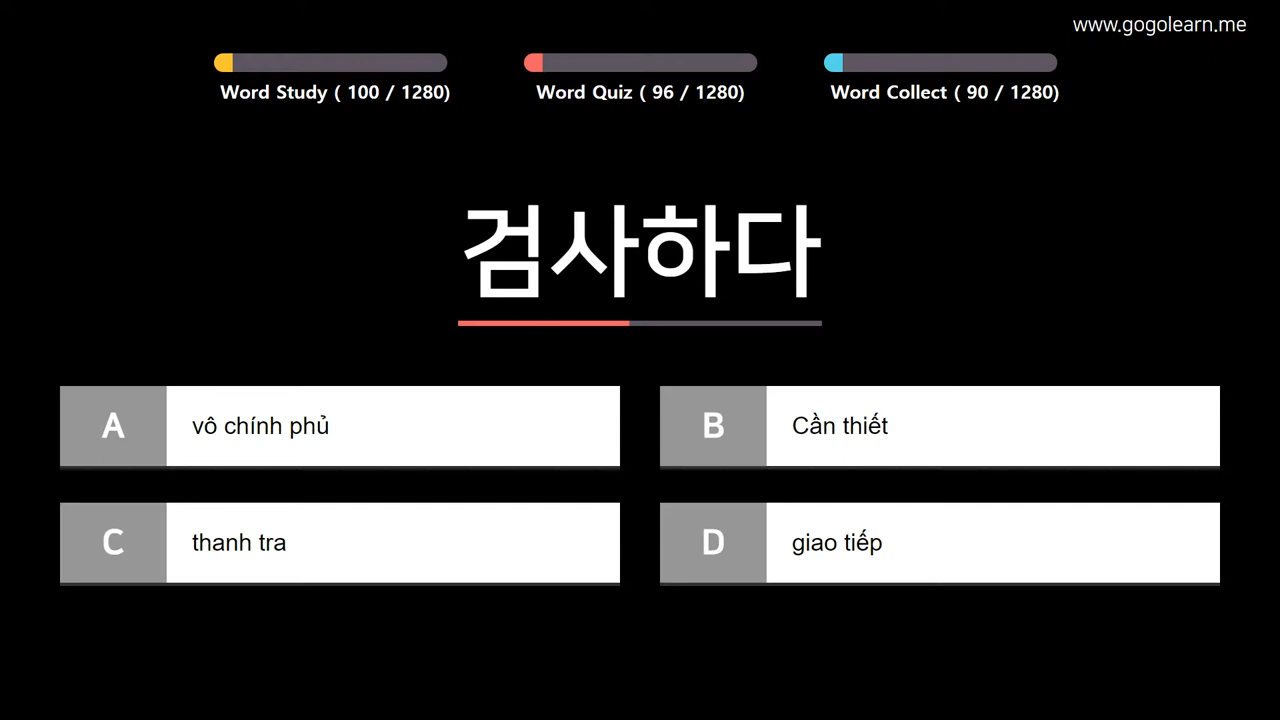 www.gogolearn.me
Word Study ( 100 / 1280)
Word Quiz ( 96 / 1280)
Word Collect ( 90 / 1280)
검사하다
A
vô chính phủ
B
Cần thiết
C
thanh tra
D
giao tiếp